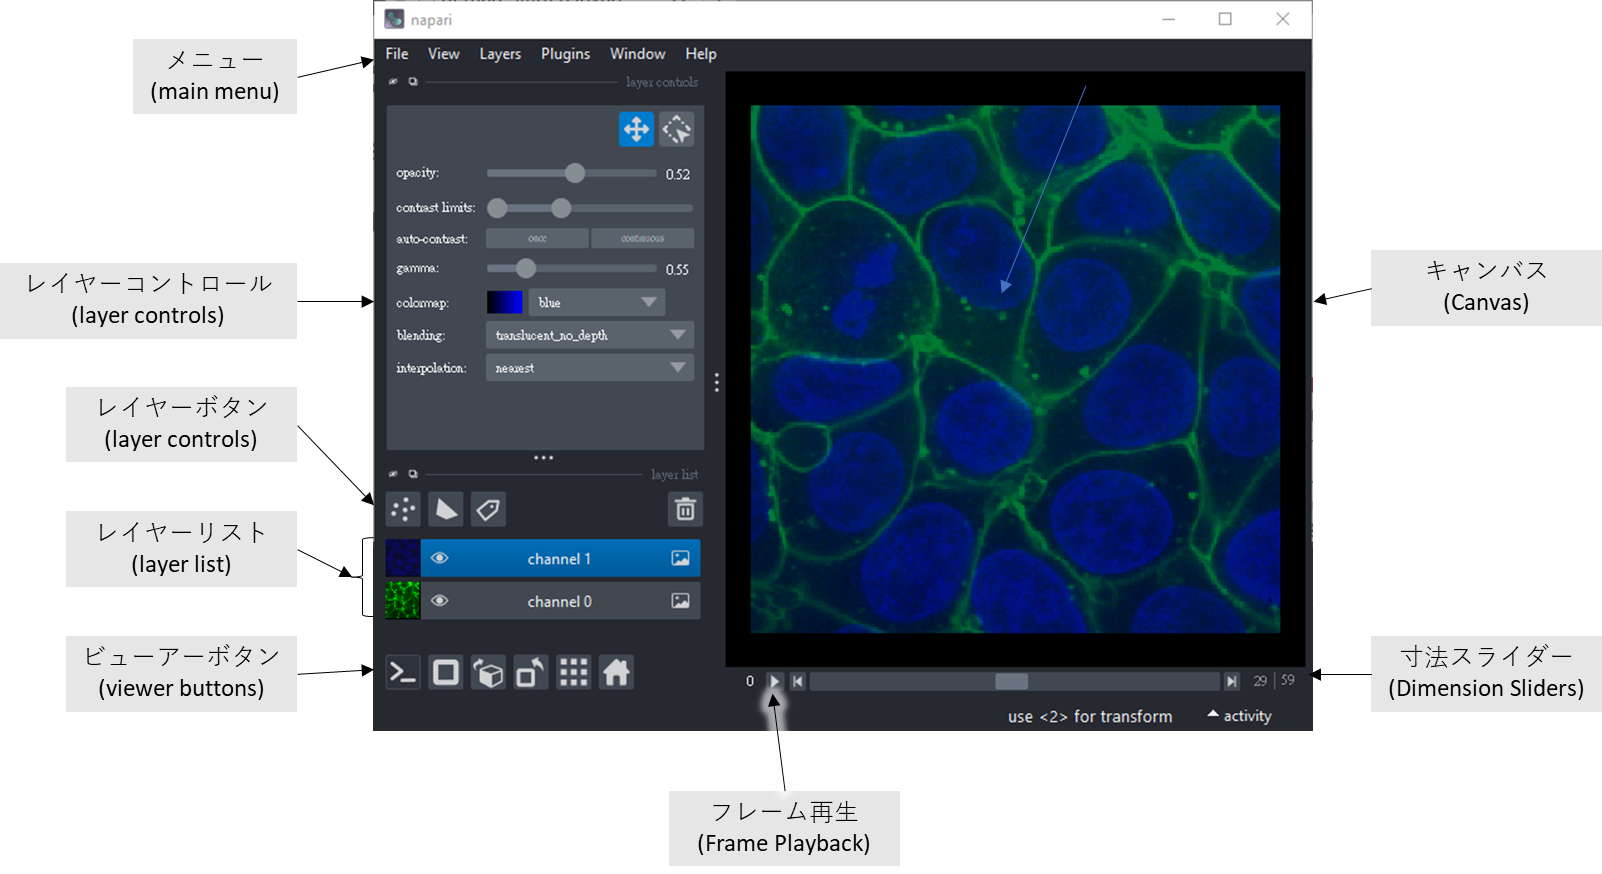 napari
File View Layers Plugins Window Help
layer controls
opacity: 0.52
contrast limits:
auto-contrast: once continuous
gamma: 0.55
colormap: blue
blending: translucent_no_depth
interpolation: nearest
layer list
channel 1
channel 0
0 29 | 59
use <2> for transform activity
メニュー
(main menu)
レイヤーコントロール
(layer controls)
レイヤーボタン
(layer controls)
レイヤーリスト
(layer list)
ビューアーボタン
(viewer buttons)
キャンバス
(Canvas)
寸法スライダー
(Dimension Sliders)
フレーム再生
(Frame Playback)